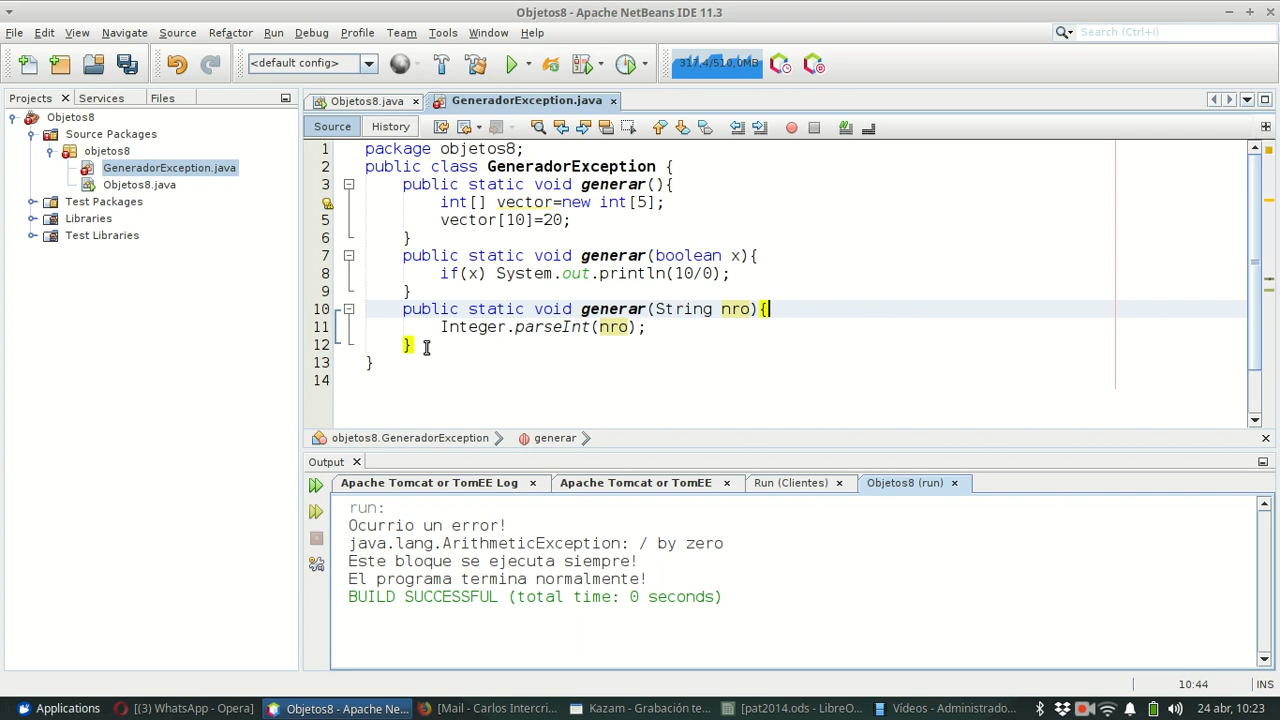 Objetos8 - Apache NetBeans IDE 11.3
File Edit View Navigate Source Refactor Run Debug Profile Team Tools Window Help
Search (Ctrl+I)
<default config>
317,4/510,0MB
Projects Services Files
Objetos8.java GeneradorException.java
Source History
Objetos8
Source Packages
objetos8
GeneradorException.java
Objetos8.java
Test Packages
Libraries
Test Libraries
1 package objetos8;
2 public class GeneradorException {
3 public static void generar(){
int[] vector=new int[5];
5 vector[10]=20;
6 }
7 public static void generar(boolean x){
8 if(x) System.out.println(10/0);
9 }
10 public static void generar(String nro){
11 Integer.parseInt(nro);
12 }
13 }
14
objetos8.GeneradorException generar
Output
Apache Tomcat or TomEE Log Apache Tomcat or TomEE Run (Clientes) Objetos8 (run)
run:
Ocurrio un error!
java.lang.ArithmeticException: / by zero
Este bloque se ejecuta siempre!
El programa termina normalmente!
BUILD SUCCESSFUL (total time: 0 seconds)
10:44 INS
Applications [(3) WhatsApp - Opera] Objetos8 - Apache Ne... [Mail - Carlos Intercri... Kazam - Grabación te... [pat2014.ods - LibreO... Vídeos - Administrado... 24 abr, 10:23